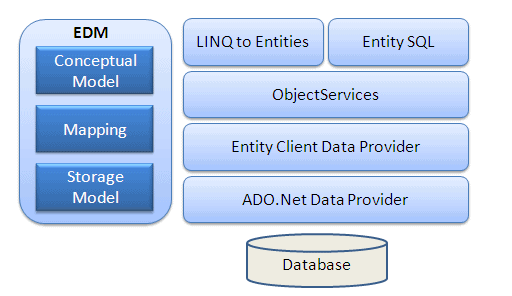 EDM
Conceptual
Model
Mapping
Storage
Model
LINQ to Entities
Entity SQL
ObjectServices
Entity Client Data Provider
ADO.Net Data Provider
Database